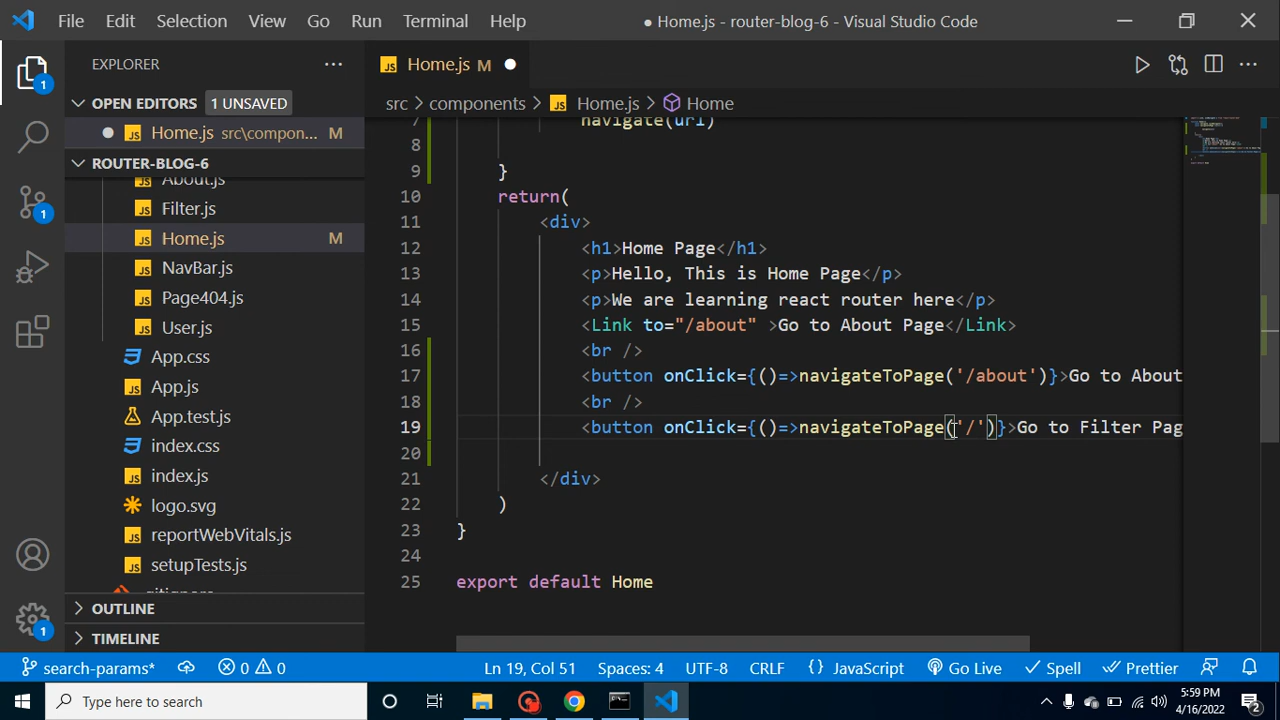 File Edit Selection View Go Run Terminal Help
● Home.js - router-blog-6 - Visual Studio Code
EXPLORER
OPEN EDITORS 1 UNSAVED
Home.js src\compon... M
ROUTER-BLOG-6
About.js
Filter.js
Home.js M
NavBar.js
Page404.js
User.js
App.css
App.js
App.test.js
index.css
index.js
logo.svg
reportWebVitals.js
setupTests.js
.gitignore
OUTLINE
TIMELINE
1
1
1
Home.js M
src > components > Home.js > Home
7 navigate(url)
8
9 }
10 return(
11 <div>
12 <h1>Home Page</h1>
13 <p>Hello, This is Home Page</p>
14 <p>We are learning react router here</p>
15 <Link to="/about" >Go to About Page</Link>
16 <br />
17 <button onClick={()=>navigateToPage('/about')}>Go to About
18 <br />
19 <button onClick={()=>navigateToPage('/')}>Go to Filter Pag
20
21 </div>
22 )
23 }
24
25 export default Home
search-params* 0 0 Ln 19, Col 51 Spaces: 4 UTF-8 CRLF {} JavaScript Go Live Spell Prettier
Type here to search
5:59 PM
4/16/2022
2